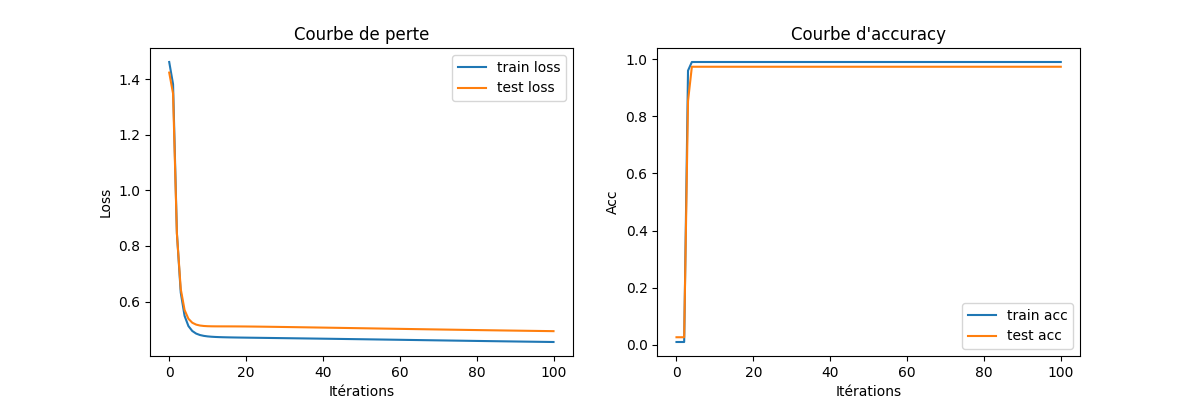 Courbe de perte
1.4
1.2
1.0
0.8
0.6
Loss
train loss
test loss
0 20 40 60 80 100
Itérations
Courbe d'accuracy
1.0
0.8
0.6
0.4
0.2
0.0
Acc
train acc
test acc
0 20 40 60 80 100
Itérations